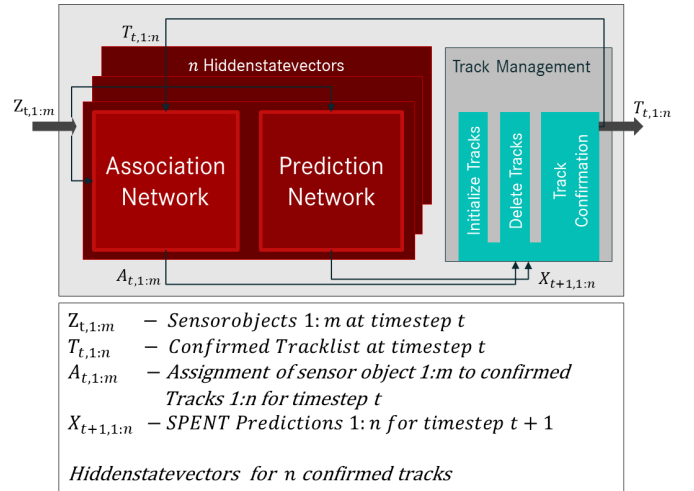 T_{t,1:n}
n Hiddenstatevectors
Track Management
Z_{t,1:m}
T_{t,1:n}
Association
Network
Prediction
Network
Initialize Tracks
Delete Tracks
Track
Confirmation
A_{t,1:m}
X_{t+1,1:n}
Z_{t,1:m} – Sensorobjects 1:m at timestep t
T_{t,1:n} – Confirmed Tracklist at timestep t
A_{t,1:m} – Assignment of sensor object 1:m to confirmed
Tracks 1:n for timestep t
X_{t+1,1:n} – SPENT Predictions 1:n for timestep t + 1
Hiddenstatevectors for n confirmed tracks